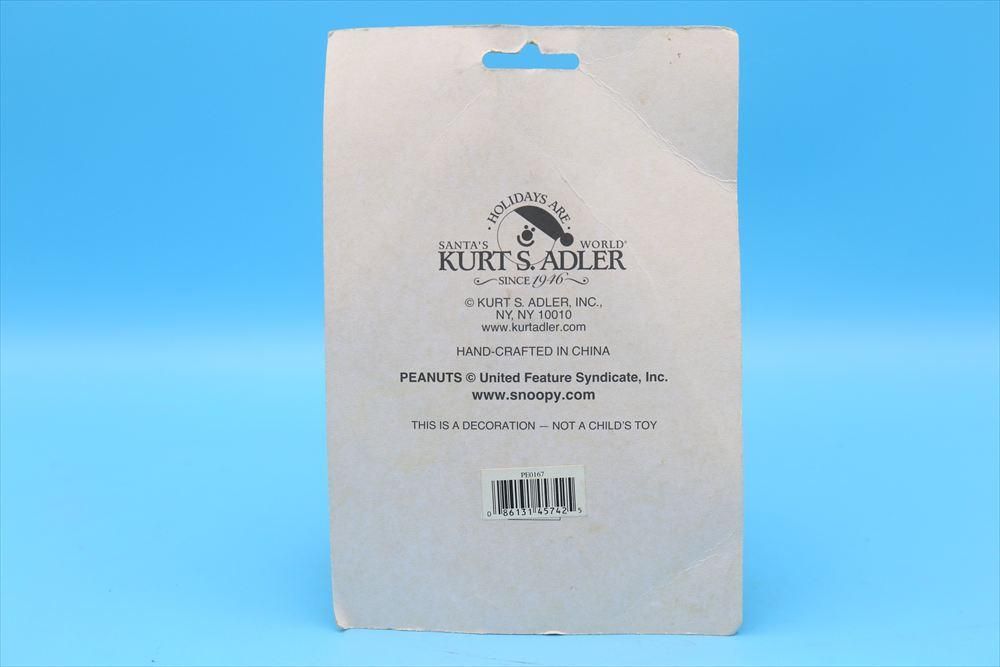 · HOLIDAYS ARE ·
SANTA'S WORLD®
KURT S. ADLER
SINCE 1946
© KURT S. ADLER, INC.,
NY, NY 10010
www.kurtadler.com
HAND-CRAFTED IN CHINA
PEANUTS © United Feature Syndicate, Inc.
www.snoopy.com
THIS IS A DECORATION — NOT A CHILD'S TOY
PE0167
0 86131 45742 5